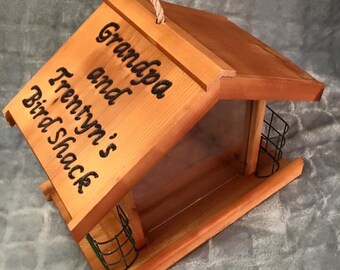 Grandpa
and
Trentyn's
Bird Shack